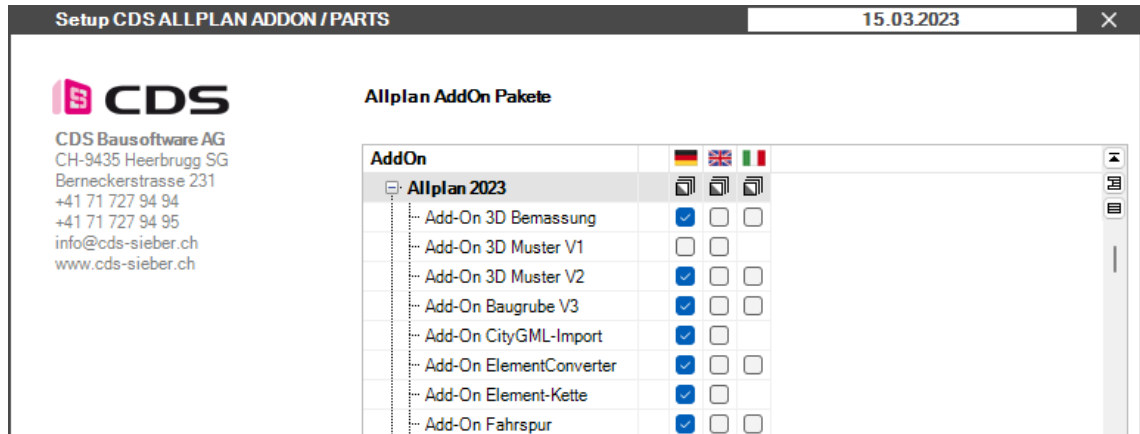 Setup CDS ALLPLAN ADDON / PARTS
15.03.2023
CDS
CDS Bausoftware AG
CH-9435 Heerbrugg SG
Berneckerstrasse 231
+41 71 727 94 94
+41 71 727 94 95
info@cds-sieber.ch
www.cds-sieber.ch
Allplan AddOn Pakete
AddOn
Allplan 2023
Add-On 3D Bemassung
Add-On 3D Muster V1
Add-On 3D Muster V2
Add-On Baugrube V3
Add-On CityGML-Import
Add-On ElementConverter
Add-On Element-Kette
Add-On Fahrspur